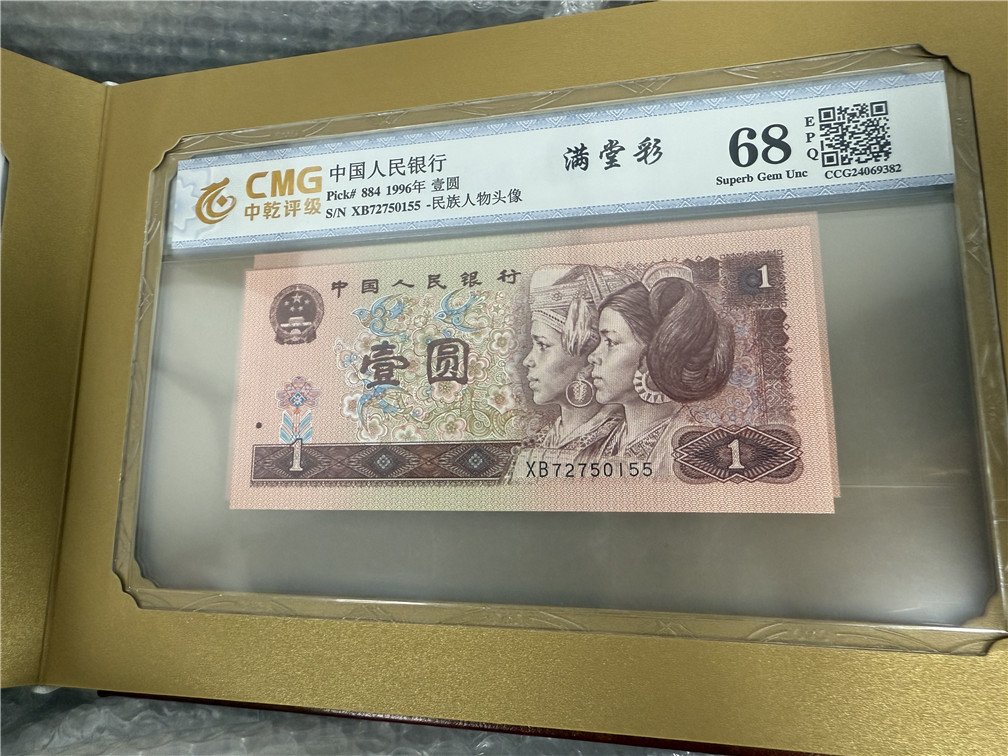 CMG
中乾评级
中国人民银行
Pick# 884 1996年 壹圆
S/N XB72750155 -民族人物头像
满堂彩
68
EPQ
Superb Gem Unc
CCG24069382
中国人民银行
1
壹圆
1
XB72750155
1